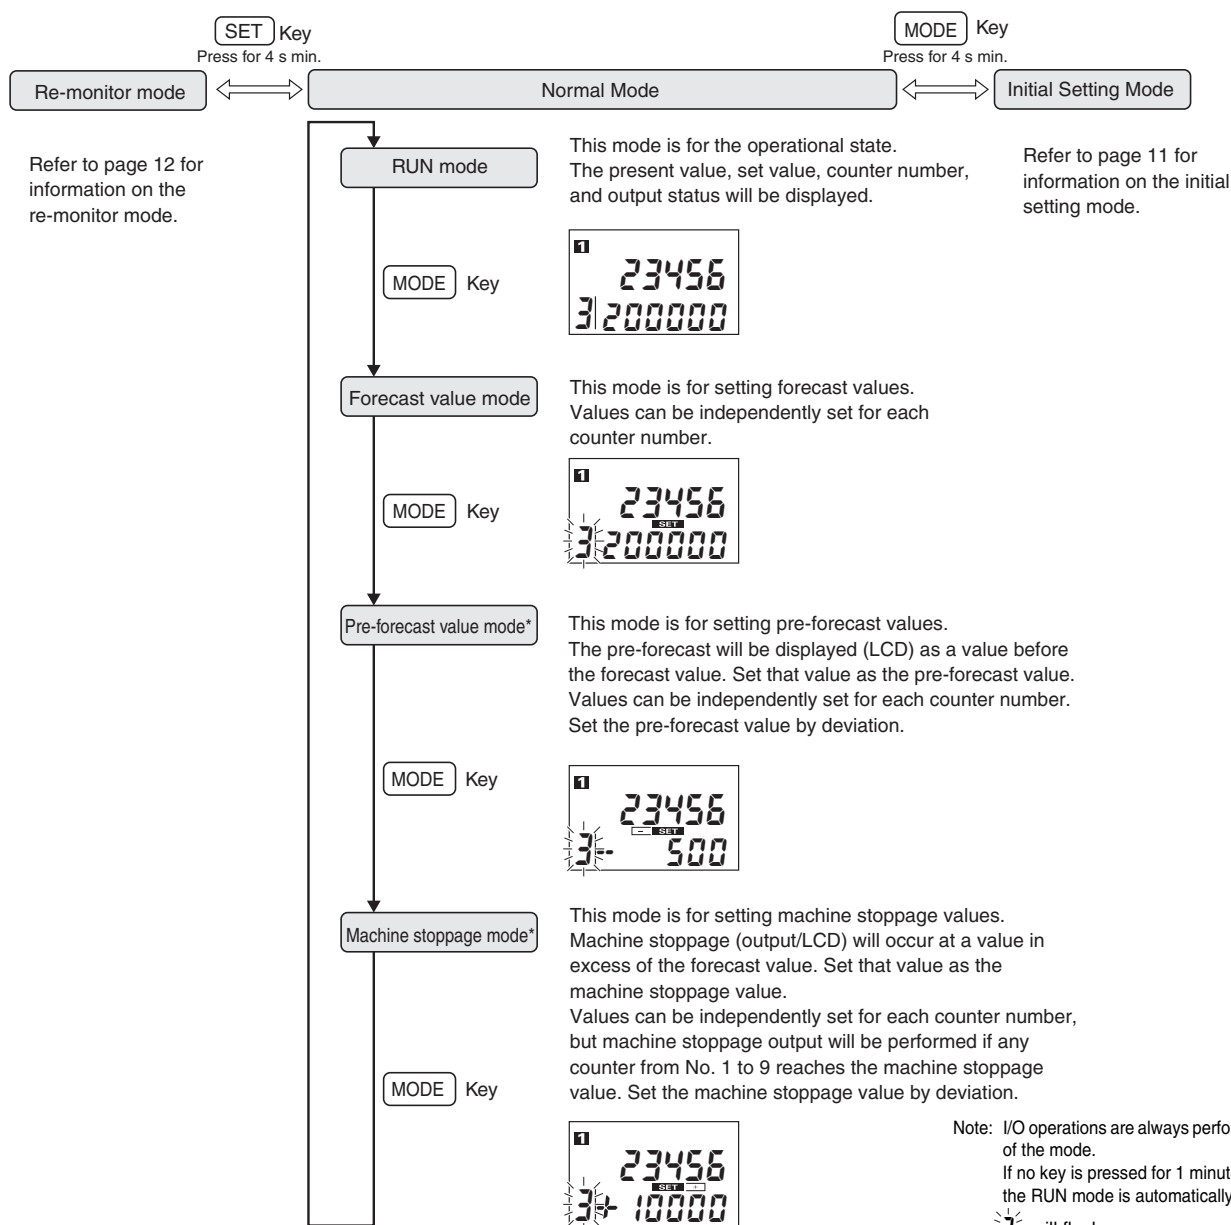 SET Key
Press for 4 s min.
MODE Key
Press for 4 s min.
Re-monitor mode
Normal Mode
Initial Setting Mode
Refer to page 12 for
information on the
re-monitor mode.
RUN mode
This mode is for the operational state.
The present value, set value, counter number,
and output status will be displayed.
Refer to page 11 for
information on the initial
setting mode.
MODE Key
1
23456
3 200000
Forecast value mode
This mode is for setting forecast values.
Values can be independently set for each
counter number.
MODE Key
1
23456
SET
3 200000
Pre-forecast value mode*
This mode is for setting pre-forecast values.
The pre-forecast will be displayed (LCD) as a value before
the forecast value. Set that value as the pre-forecast value.
Values can be independently set for each counter number.
Set the pre-forecast value by deviation.
MODE Key
1
23456
- SET
3 - 500
Machine stoppage mode*
This mode is for setting machine stoppage values.
Machine stoppage (output/LCD) will occur at a value in
excess of the forecast value. Set that value as the
machine stoppage value.
Values can be independently set for each counter number,
but machine stoppage output will be performed if any
counter from No. 1 to 9 reaches the machine stoppage
value. Set the machine stoppage value by deviation.
MODE Key
1
23456
SET +
3 + 10000
Note: I/O operations are always perfo
of the mode.
If no key is pressed for 1 minut
the RUN mode is automatically